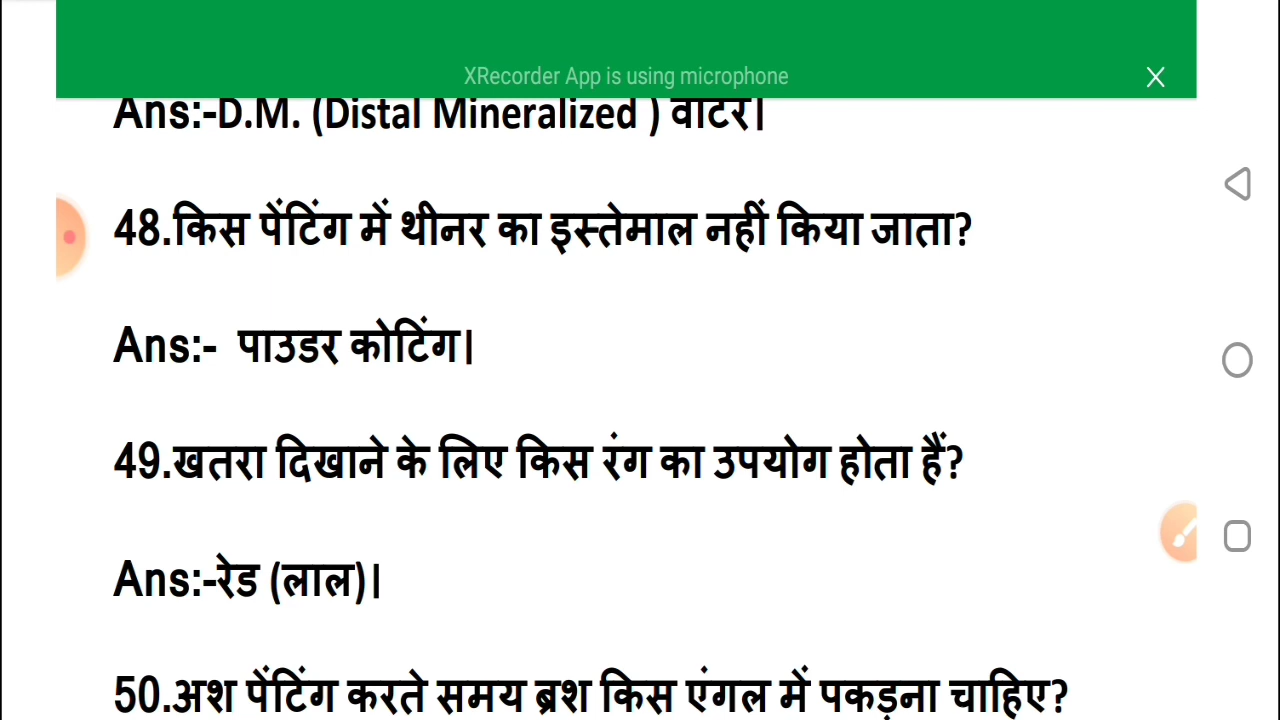 XRecorder App is using microphone
Ans:-D.M. (Distal Mineralized ) वाटर।
48.किस पेंटिंग में थीनर का इस्तेमाल नहीं किया जाता?
Ans:- पाउडर कोटिंग।
49.खतरा दिखाने के लिए किस रंग का उपयोग होता हैं?
Ans:-रेड (लाल)।
50.अश पेंटिंग करते समय ब्रश किस एंगल में पकड़ना चाहिए?